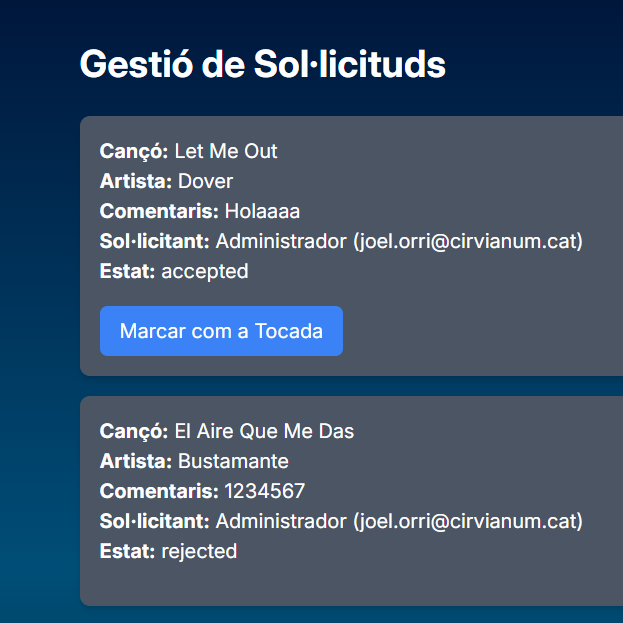 Gestió de Sol·licituds
Cançó: Let Me Out
Artista: Dover
Comentaris: Holaaaa
Sol·licitant: Administrador (joel.orri@cirvianum.cat)
Estat: accepted
Marcar com a Tocada
Cançó: El Aire Que Me Das
Artista: Bustamante
Comentaris: 1234567
Sol·licitant: Administrador (joel.orri@cirvianum.cat)
Estat: rejected